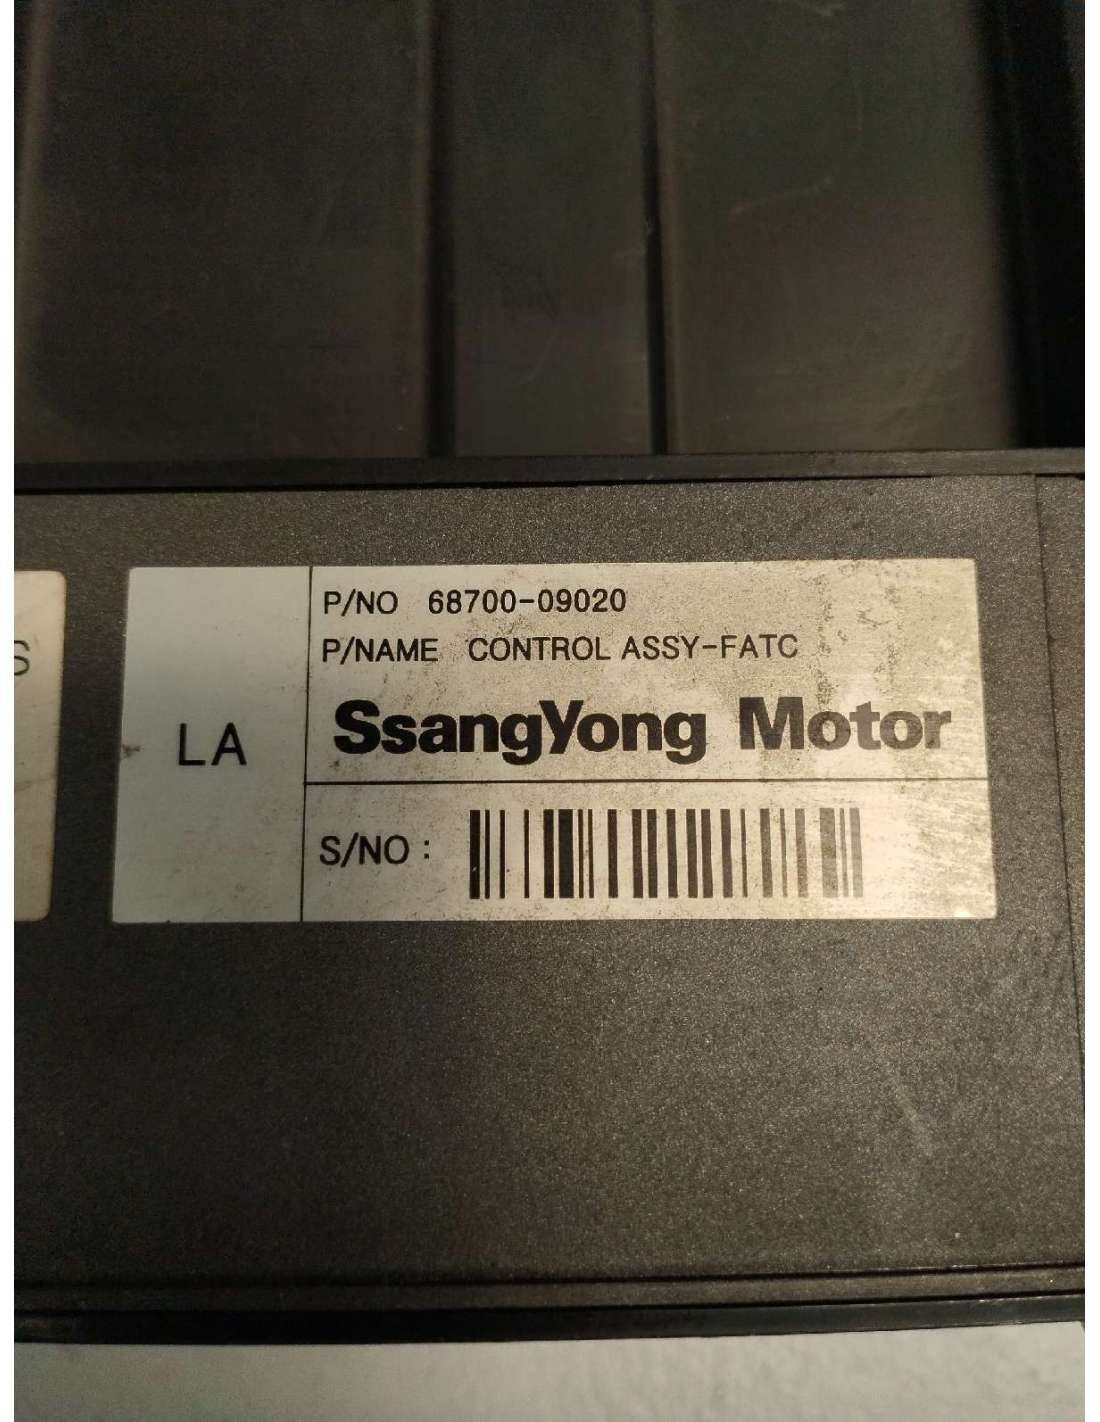 S
LA
P/NO 68700-09020
P/NAME CONTROL ASSY-FATC
SsangYong Motor
S/NO :